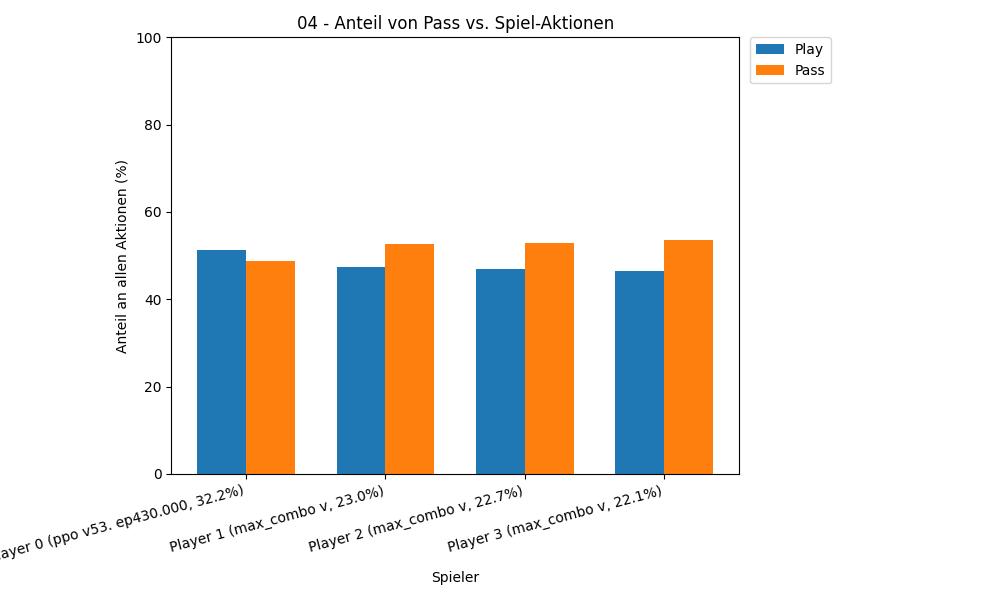 04 - Anteil von Pass vs. Spiel-Aktionen
Play
Pass
Anteil an allen Aktionen (%)
100
80
60
40
20
0
ayer 0 (ppo v53. ep430.000, 32.2%)
Player 1 (max_combo v, 23.0%)
Player 2 (max_combo v, 22.7%)
Player 3 (max_combo v, 22.1%)
Spieler